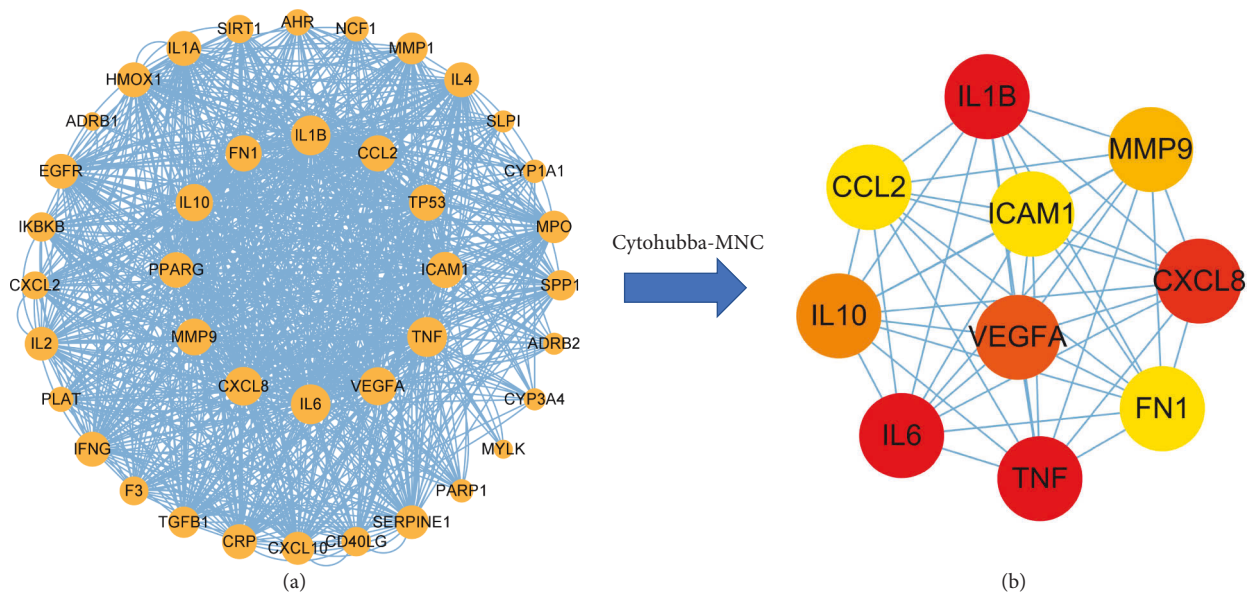 AHR
SIRT1
NCF1
IL1A
MMP1
HMOX1
IL4
ADRB1
SLPI
IL1B
FN1
CCL2
EGFR
CYP1A1
IL10
TP53
IKBKB
MPO
PPARG
ICAM1
CXCL2
SPP1
MMP9
TNF
IL2
ADRB2
CXCL8
VEGFA
IL6
PLAT
CYP3A4
IFNG
MYLK
F3
PARP1
TGFB1
SERPINE1
CRP
CXCL10
CD40LG
(a)
Cytohubba-MNC
IL1B
MMP9
CCL2
ICAM1
CXCL8
IL10
VEGFA
FN1
IL6
TNF
(b)